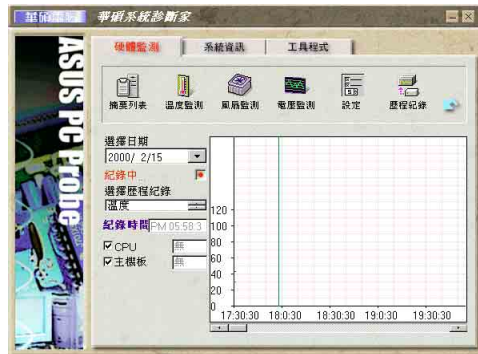 華碩系統診斷家
ASUS PC Probe
硬體監測
系統資訊
工具程式
摘要列表
溫度監測
風扇監測
電壓監測
設定
歷程紀錄
選擇日期
2000/ 2/15
紀錄中...
選擇歷程紀錄
溫度
紀錄時間 PM 05:58:3
CPU 無
主機板 無
120
100
80
60
40
20
0
17:30:30 18:0:30 18:30:30 19:0:30 19:30:30